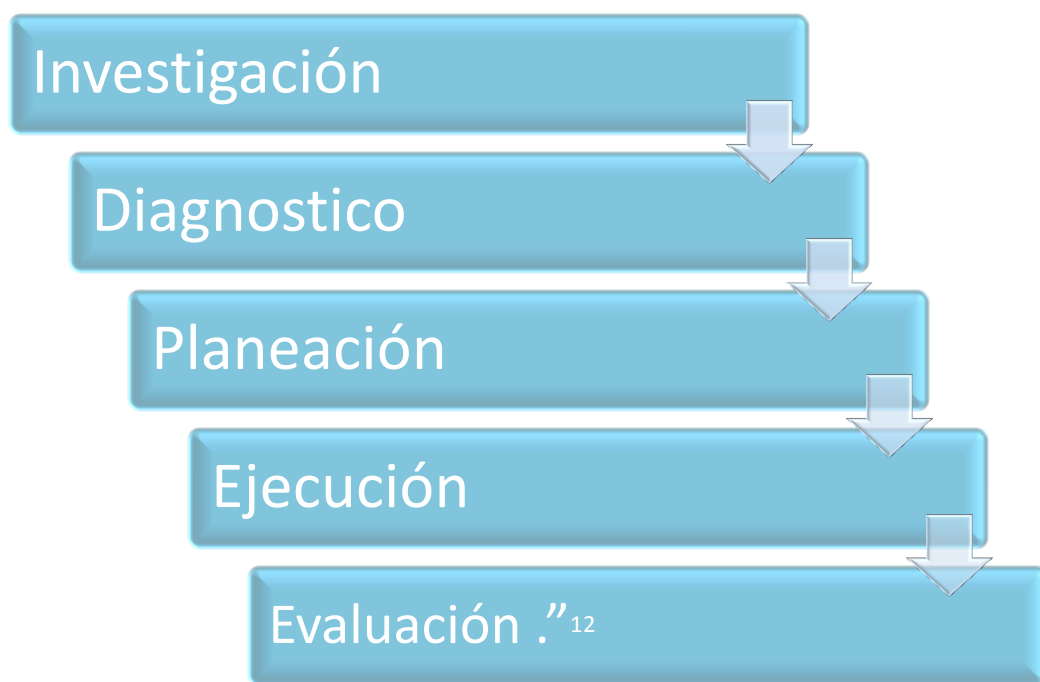 Investigación
Diagnostico
Planeación
Ejecución
Evaluación .”12